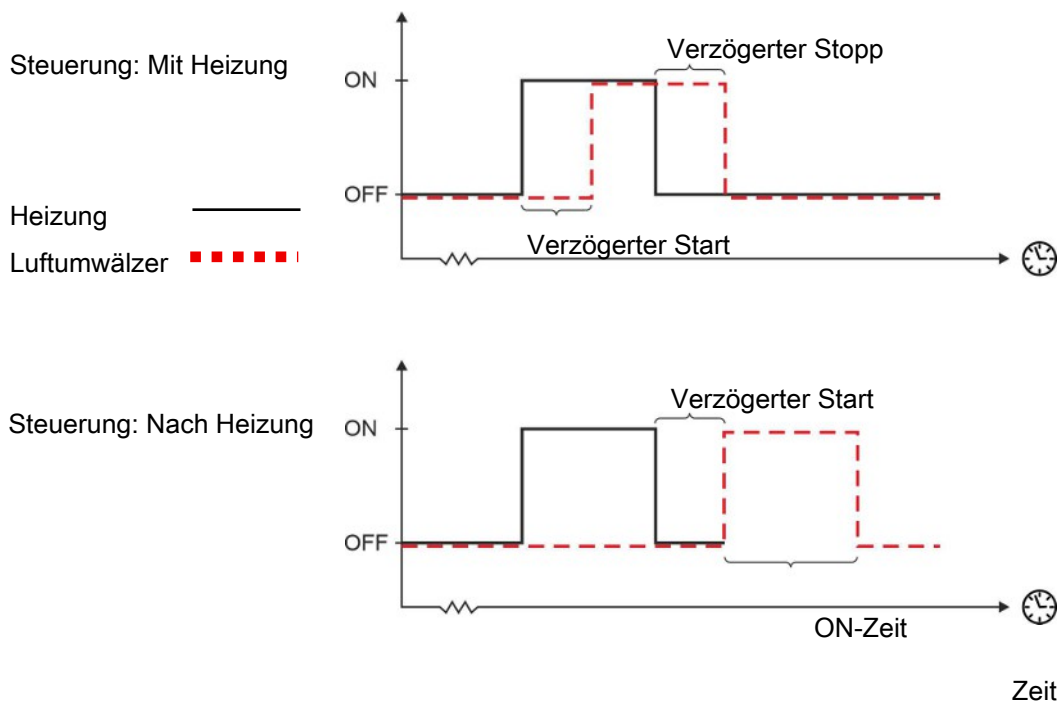 Verzögerter Stopp
Steuerung: Mit Heizung
ON
OFF
Heizung
Luftumwälzer
Verzögerter Start
Verzögerter Start
Steuerung: Nach Heizung
ON
OFF
ON-Zeit
Zeit